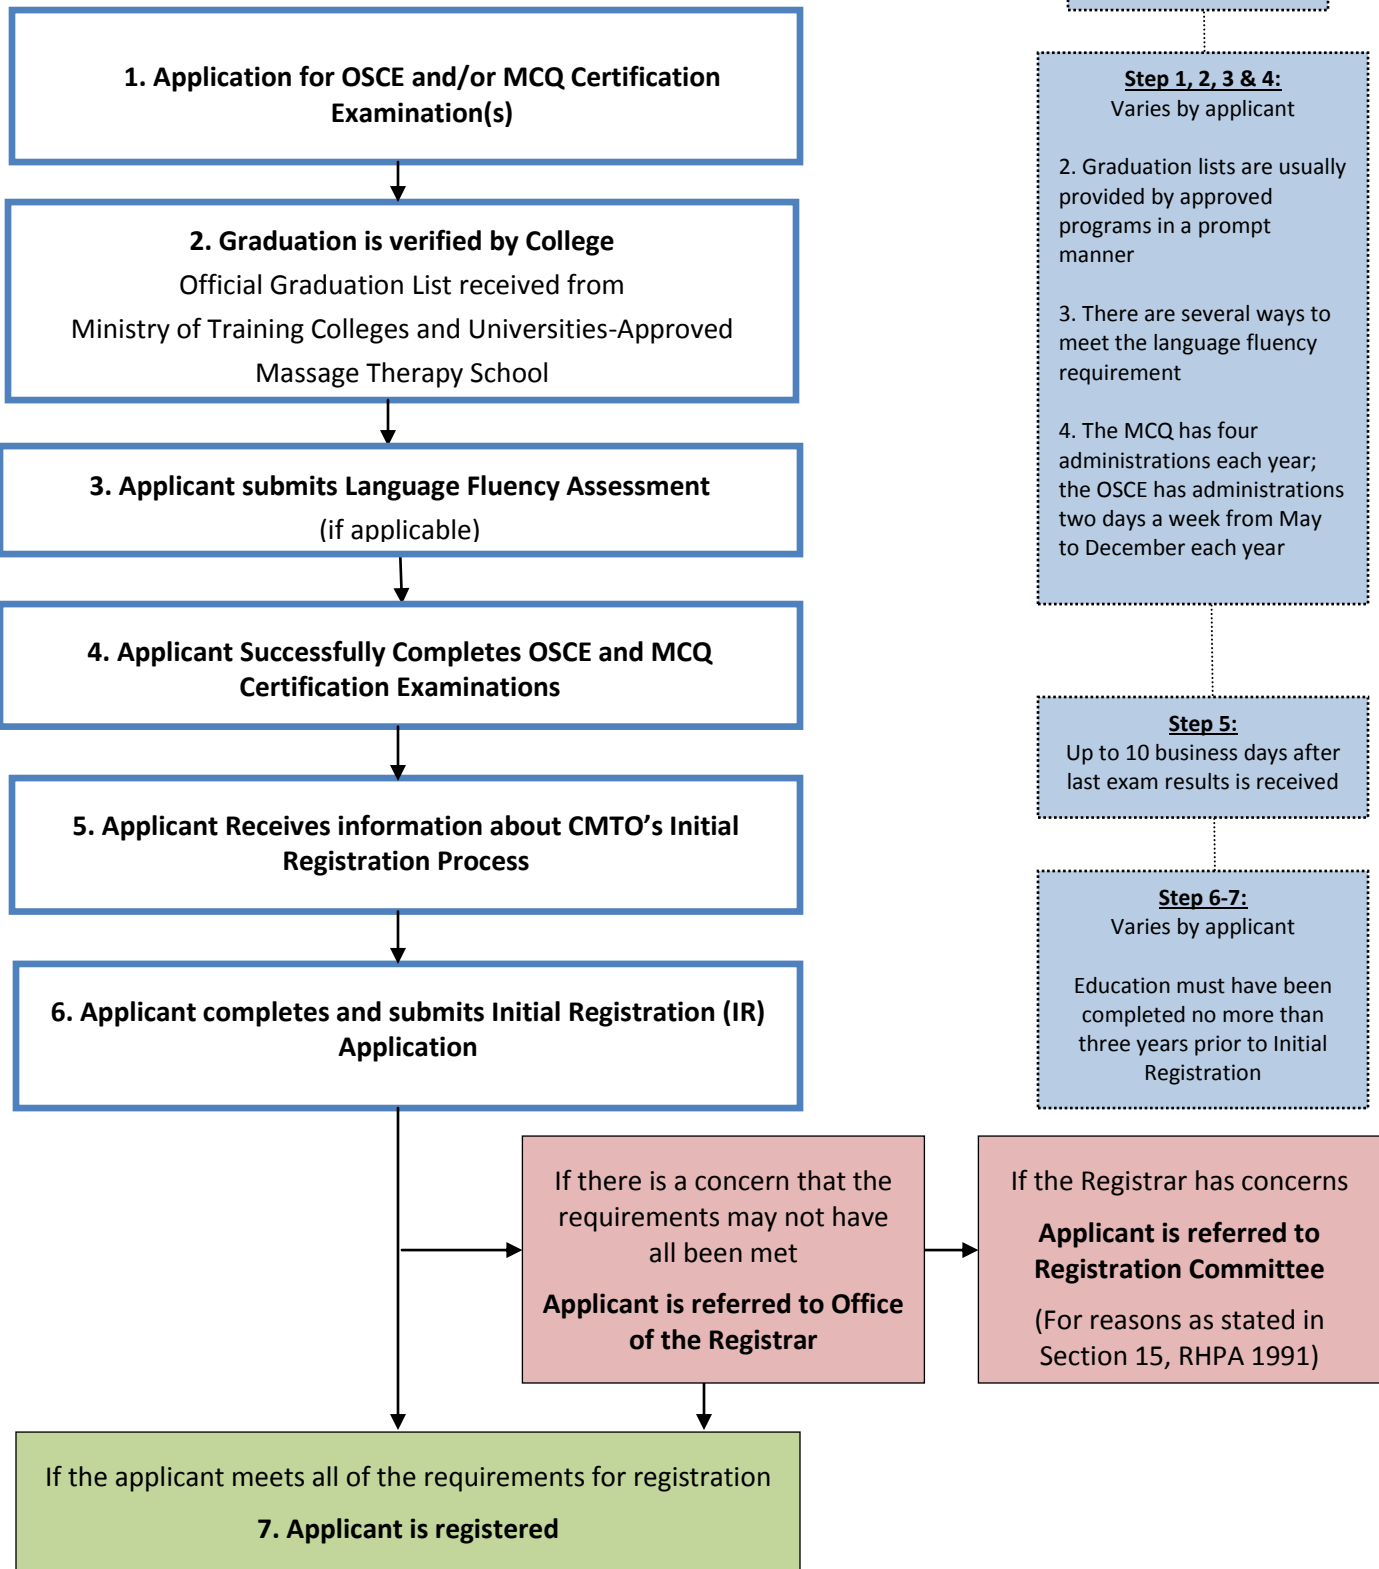 1. Application for OSCE and/or MCQ Certification
Examination(s)
2. Graduation is verified by College
Official Graduation List received from
Ministry of Training Colleges and Universities-Approved
Massage Therapy School
3. Applicant submits Language Fluency Assessment
(if applicable)
4. Applicant Successfully Completes OSCE and MCQ
Certification Examinations
5. Applicant Receives information about CMTO's Initial
Registration Process
6. Applicant completes and submits Initial Registration (IR)
Application
Step 1, 2, 3 & 4:
Varies by applicant
2. Graduation lists are usually
provided by approved
programs in a prompt
manner
3. There are several ways to
meet the language fluency
requirement
4. The MCQ has four
administrations each year;
the OSCE has administrations
two days a week from May
to December each year
Step 5:
Up to 10 business days after
last exam results is received
Step 6-7:
Varies by applicant
Education must have been
completed no more than
three years prior to Initial
Registration
If there is a concern that the
requirements may not have
all been met
Applicant is referred to Office
of the Registrar
If the Registrar has concerns
Applicant is referred to
Registration Committee
(For reasons as stated in
Section 15, RHPA 1991)
If the applicant meets all of the requirements for registration
7. Applicant is registered